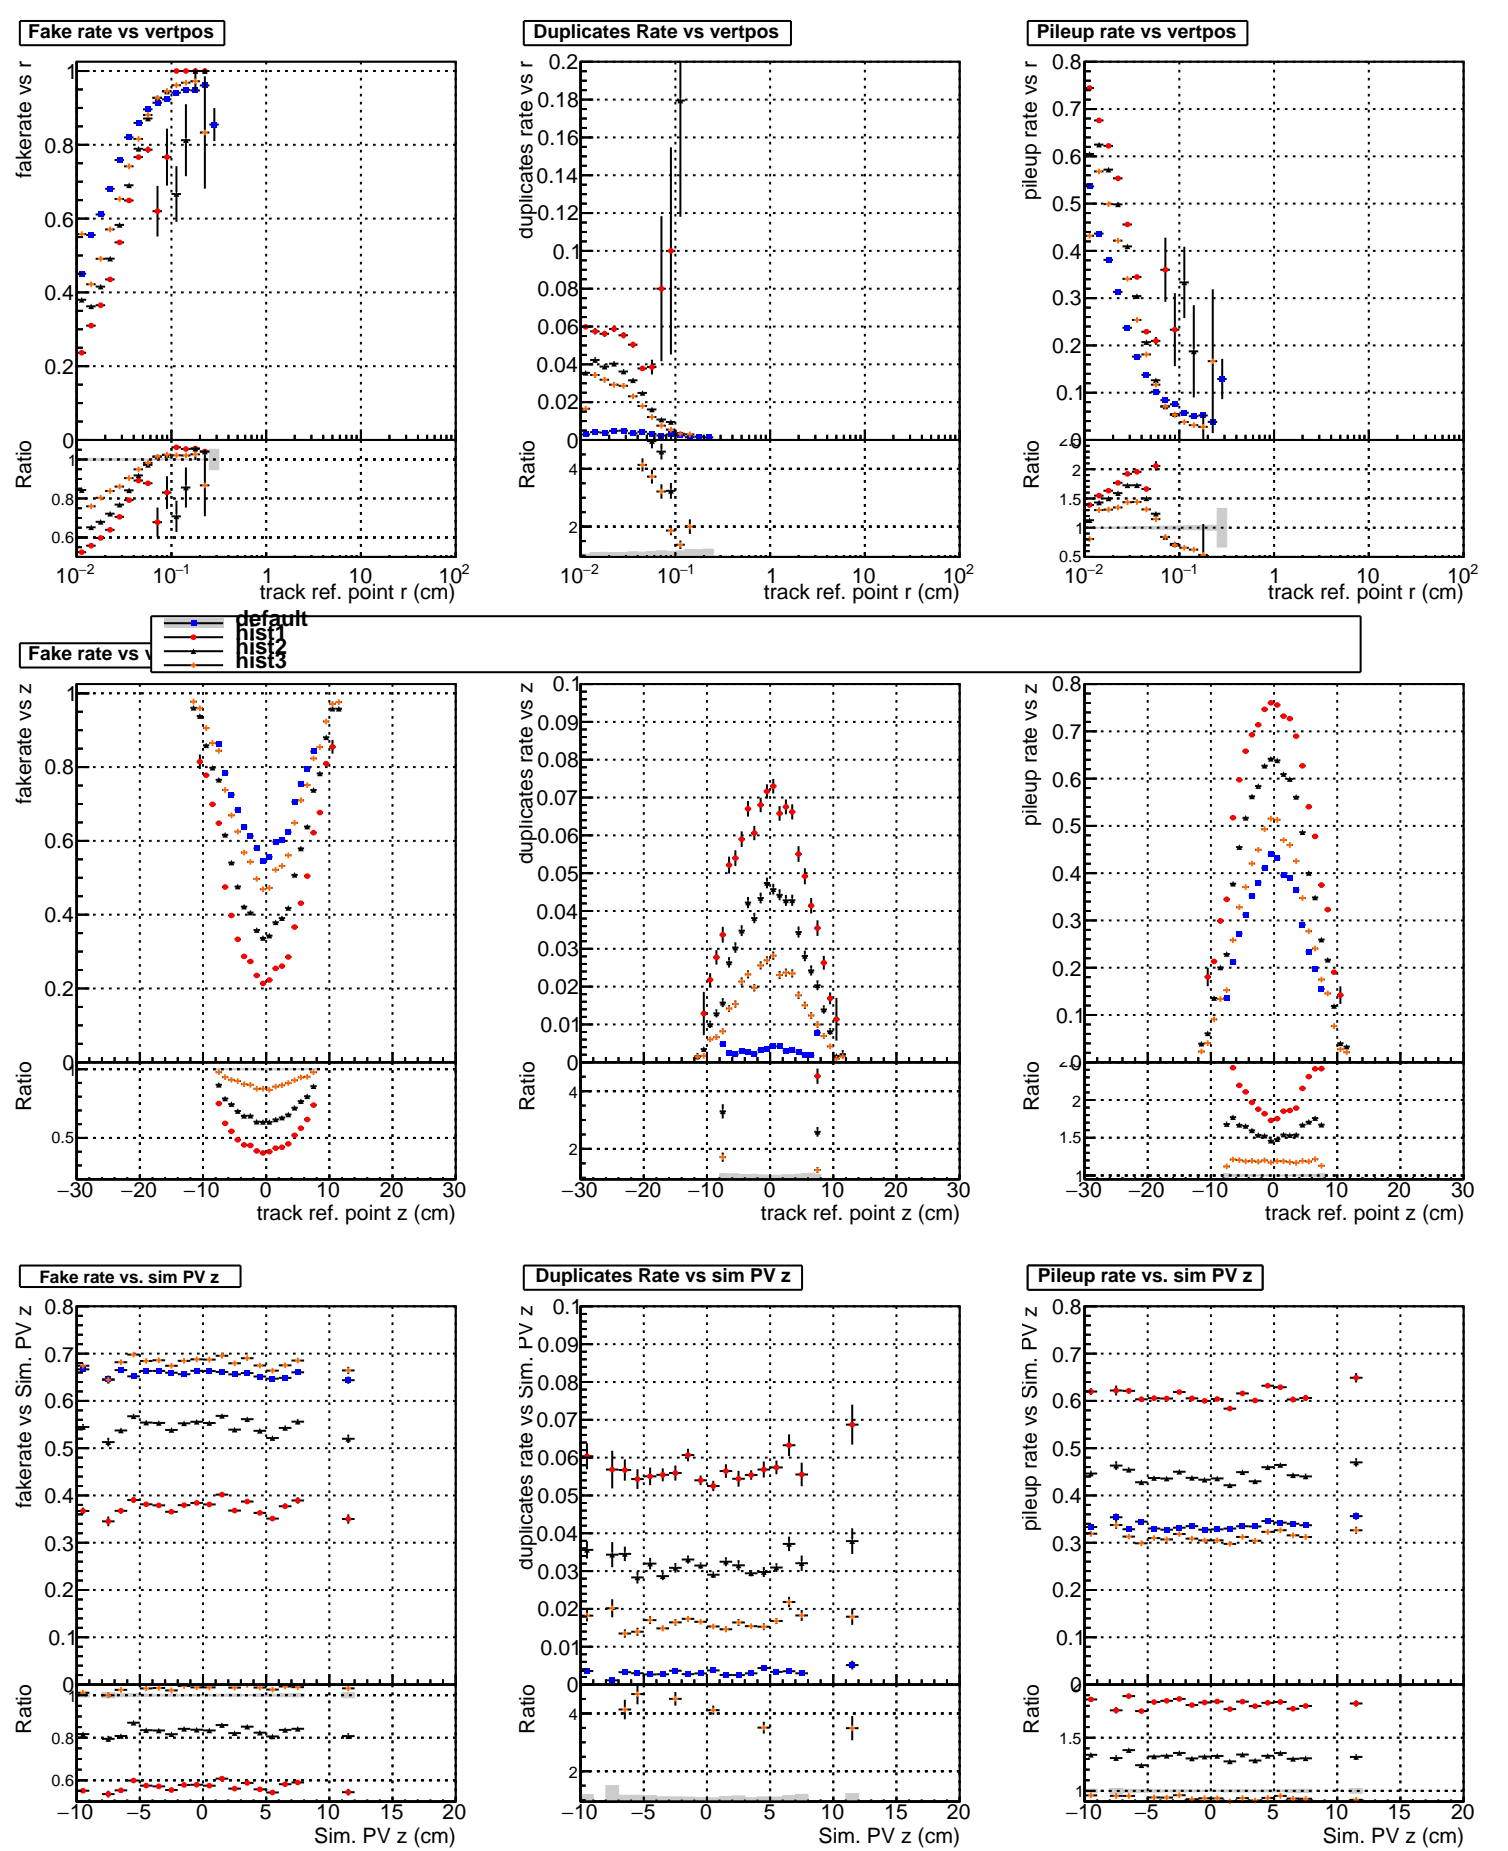 Fake rate vs vertpos
Duplicates Rate vs vertpos
Pileup rate vs vertpos
fakerate vs r
1
0.8
0.6
0.4
0.2
0
Ratio
1
0.8
0.6
10⁻² 10⁻¹ 1 10 10²
track ref. point r (cm)
duplicates rate vs r
0.2
0.18
0.16
0.14
0.12
0.1
0.08
0.06
0.04
0.02
0
Ratio
4
2
10⁻² 10⁻¹ 1 10 10²
track ref. point r (cm)
pileup rate vs r
0.8
0.7
0.6
0.5
0.4
0.3
0.2
0.1
0
Ratio
2
1.5
1
0.5
10⁻² 10⁻¹ 1 10 10²
track ref. point r (cm)
default
hist1
hist2
hist3
Fake rate vs
fakerate vs z
1
0.8
0.6
0.4
0.2
0
Ratio
0.5
−30 −20 −10 0 10 20 30
track ref. point z (cm)
duplicates rate vs z
0.1
0.09
0.08
0.07
0.06
0.05
0.04
0.03
0.02
0.01
0
Ratio
4
2
−30 −20 −10 0 10 20 30
track ref. point z (cm)
pileup rate vs z
0.8
0.7
0.6
0.5
0.4
0.3
0.2
0.1
0
Ratio
2
1.5
1
−30 −20 −10 0 10 20 30
track ref. point z (cm)
Fake rate vs. sim PV z
Duplicates Rate vs sim PV z
Pileup rate vs. sim PV z
fakerate vs Sim. PV z
0.8
0.7
0.6
0.5
0.4
0.3
0.2
0.1
0
Ratio
1
0.8
0.6
−10 −5 0 5 10 15 20
Sim. PV z (cm)
duplicates rate vs Sim. PV z
0.1
0.09
0.08
0.07
0.06
0.05
0.04
0.03
0.02
0.01
0
Ratio
4
2
−10 −5 0 5 10 15 20
Sim. PV z (cm)
pileup rate vs Sim. PV z
0.8
0.7
0.6
0.5
0.4
0.3
0.2
0.1
0
Ratio
1.5
1
−10 −5 0 5 10 15 20
Sim. PV z (cm)